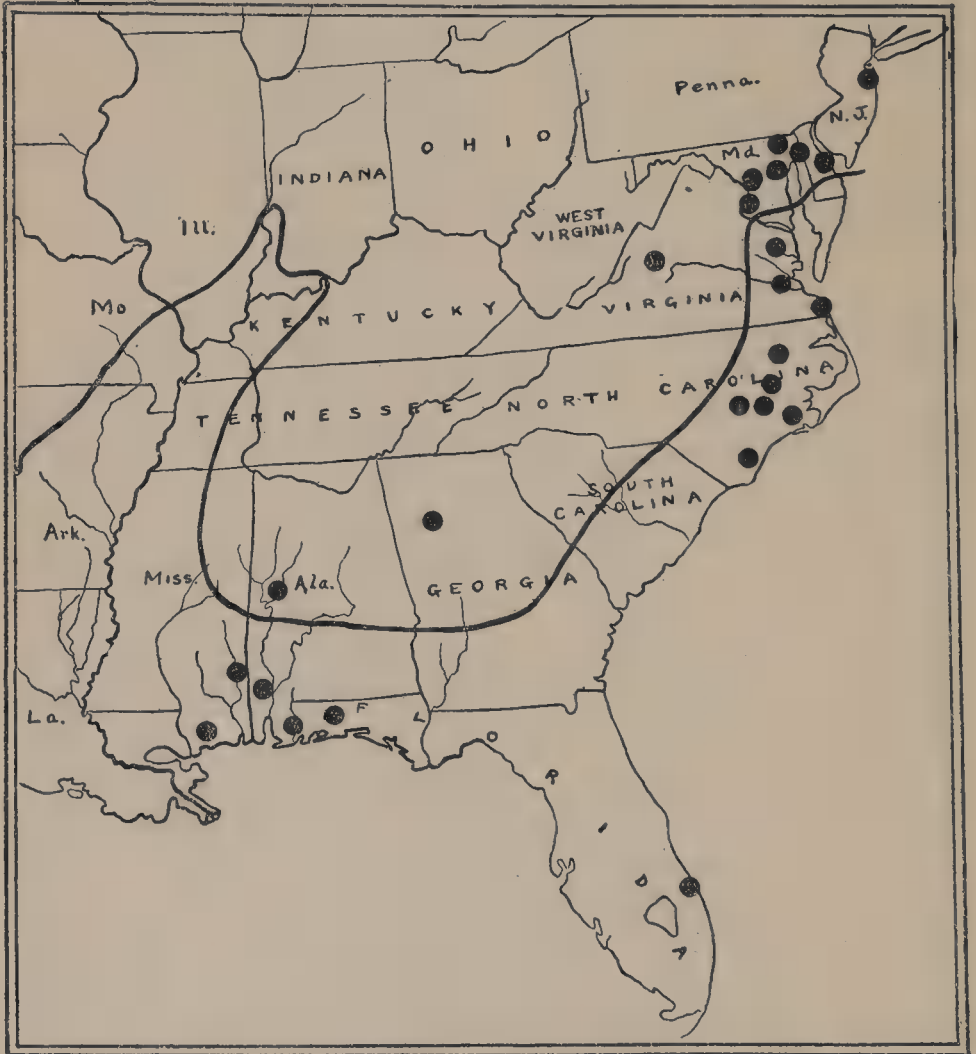 Penna.
N.J.
OHIO
Md.
INDIANA
Ill.
WEST
VIRGINIA
Mo
KENTUCKY
VIRGINIA
TENNESSEE
NORTH CAROLINA
SOUTH
CAROLINA
Ark.
Miss.
Ala.
GEORGIA
La.
FLORIDA